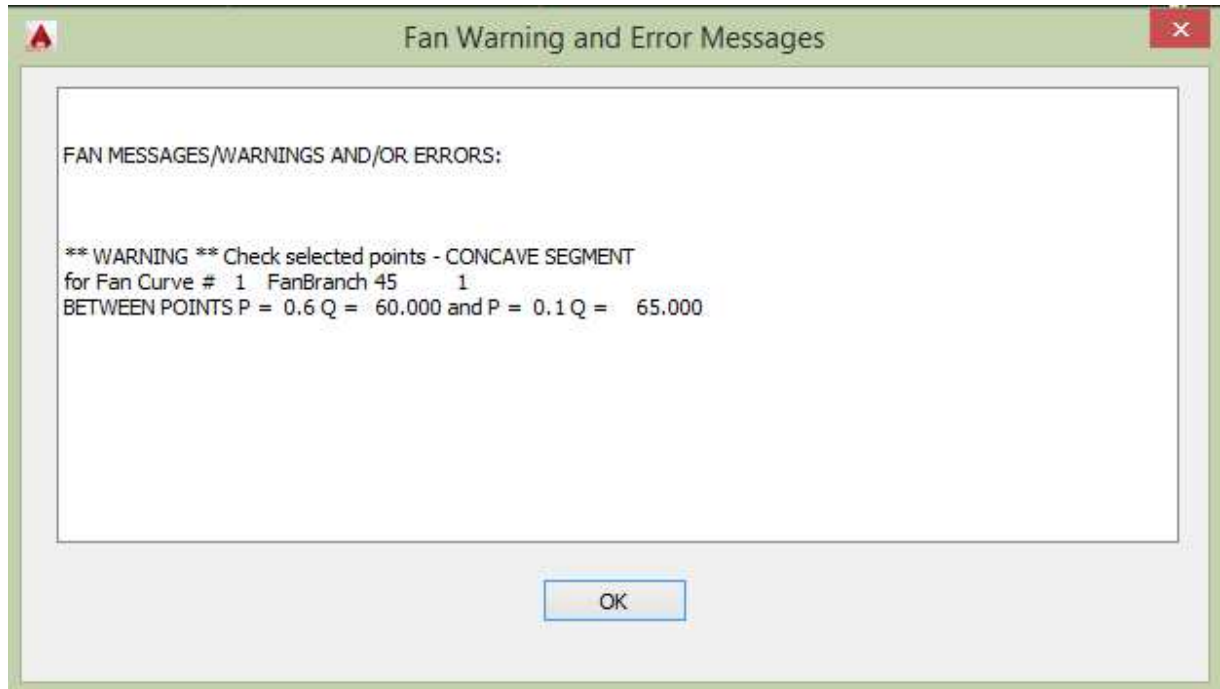 Fan Warning and Error Messages
FAN MESSAGES/WARNINGS AND/OR ERRORS:
** WARNING ** Check selected points - CONCAVE SEGMENT
for Fan Curve # 1 FanBranch 45 1
BETWEEN POINTS P = 0.6 Q = 60.000 and P = 0.1 Q = 65.000
OK